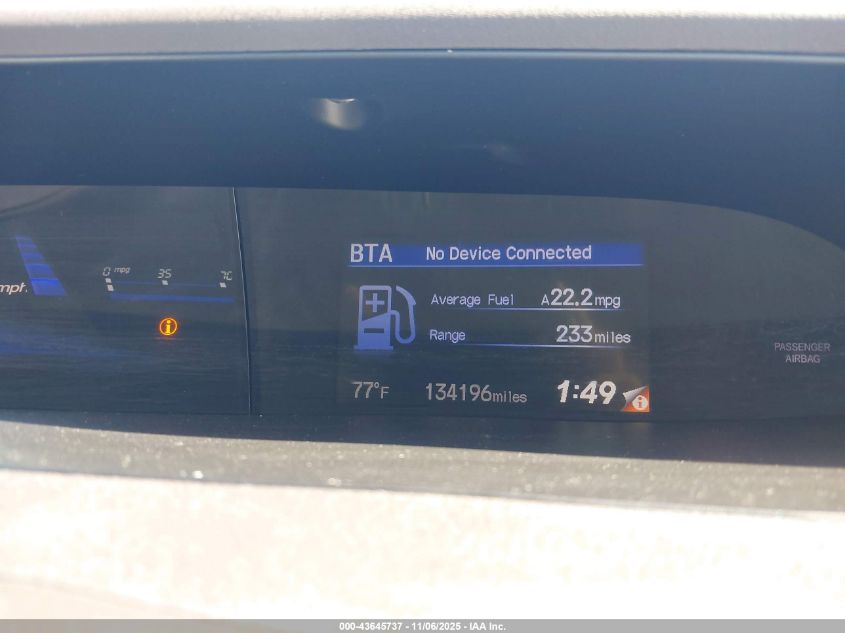 BTA No Device Connected
0 mpg 35 70
Average Fuel A22.2mpg
Range 233miles
PASSENGER
AIRBAG
77°F 134196miles 1:49
000-43645737 - 11/06/2025 - IAA Inc.